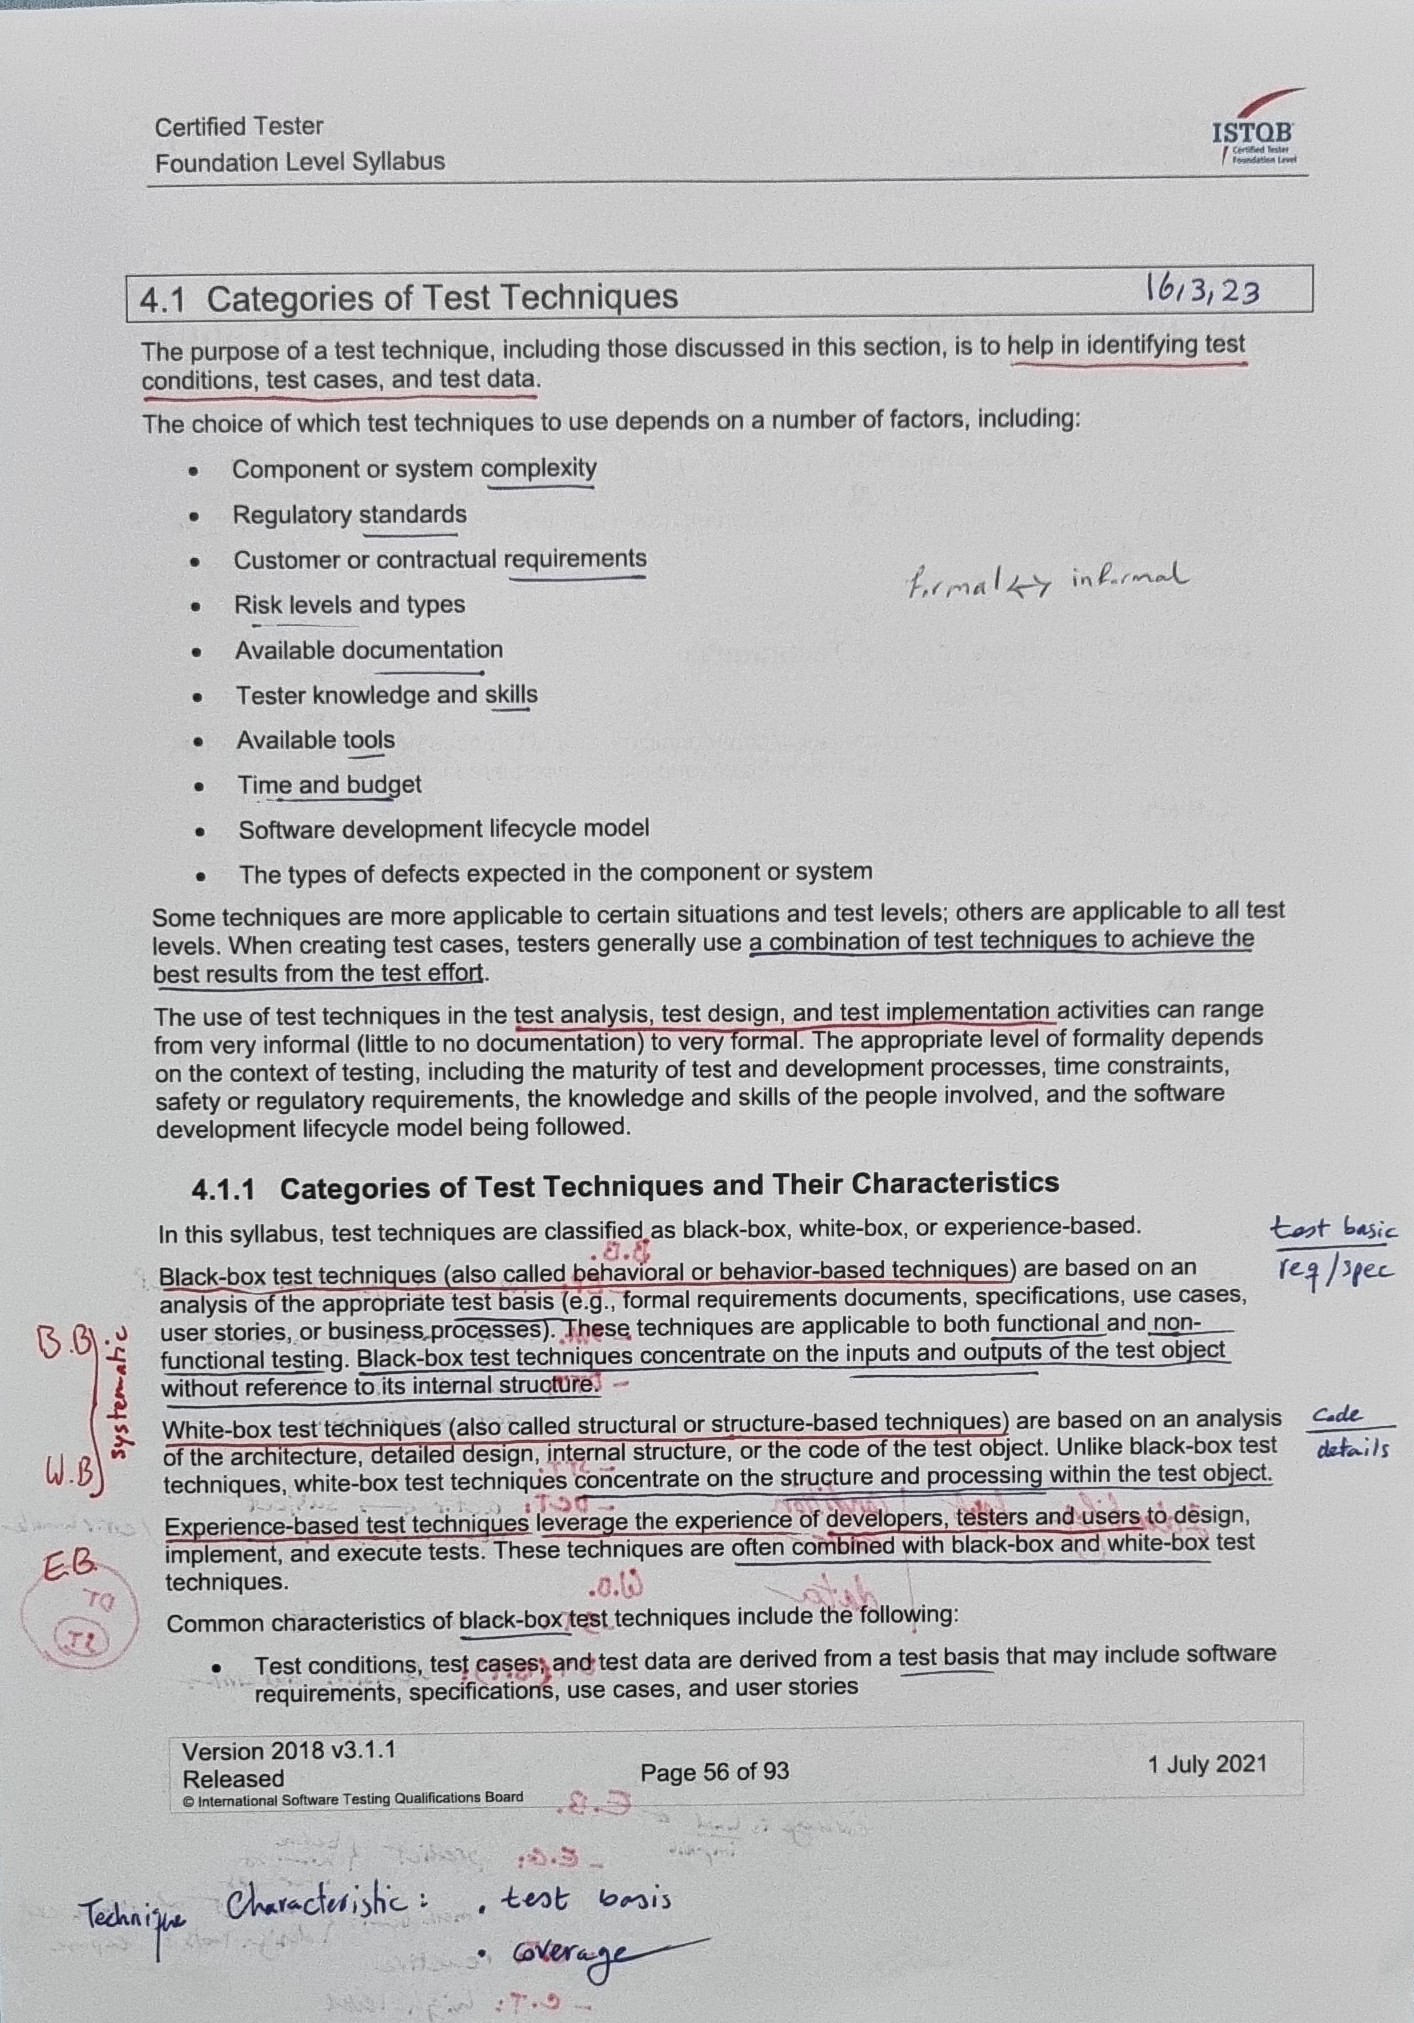 Certified Tester
Foundation Level Syllabus
ISTQB
Certified Tester
Foundation Level
4.1 Categories of Test Techniques
16/3/23
The purpose of a test technique, including those discussed in this section, is to help in identifying test
conditions, test cases, and test data.
The choice of which test techniques to use depends on a number of factors, including:
• Component or system complexity
• Regulatory standards
• Customer or contractual requirements
formal <-> informal
• Risk levels and types
• Available documentation
• Tester knowledge and skills
• Available tools
• Time and budget
• Software development lifecycle model
• The types of defects expected in the component or system
Some techniques are more applicable to certain situations and test levels; others are applicable to all test
levels. When creating test cases, testers generally use a combination of test techniques to achieve the
best results from the test effort.
The use of test techniques in the test analysis, test design, and test implementation activities can range
from very informal (little to no documentation) to very formal. The appropriate level of formality depends
on the context of testing, including the maturity of test and development processes, time constraints,
safety or regulatory requirements, the knowledge and skills of the people involved, and the software
development lifecycle model being followed.
4.1.1 Categories of Test Techniques and Their Characteristics
In this syllabus, test techniques are classified as black-box, white-box, or experience-based.
test basic
req/spec
Black-box test techniques (also called behavioral or behavior-based techniques) are based on an
analysis of the appropriate test basis (e.g., formal requirements documents, specifications, use cases,
user stories, or business processes). These techniques are applicable to both functional and non-
functional testing. Black-box test techniques concentrate on the inputs and outputs of the test object
without reference to its internal structure.
B.B
systematic
W.B
White-box test techniques (also called structural or structure-based techniques) are based on an analysis
of the architecture, detailed design, internal structure, or the code of the test object. Unlike black-box test
techniques, white-box test techniques concentrate on the structure and processing within the test object.
Code
details
Experience-based test techniques leverage the experience of developers, testers and users to design,
implement, and execute tests. These techniques are often combined with black-box and white-box test
techniques.
E.B.
Common characteristics of black-box test techniques include the following:
• Test conditions, test cases, and test data are derived from a test basis that may include software
requirements, specifications, use cases, and user stories
Version 2018 v3.1.1
Released
© International Software Testing Qualifications Board
Page 56 of 93
1 July 2021
Technique Characteristic: . test basis
• coverage